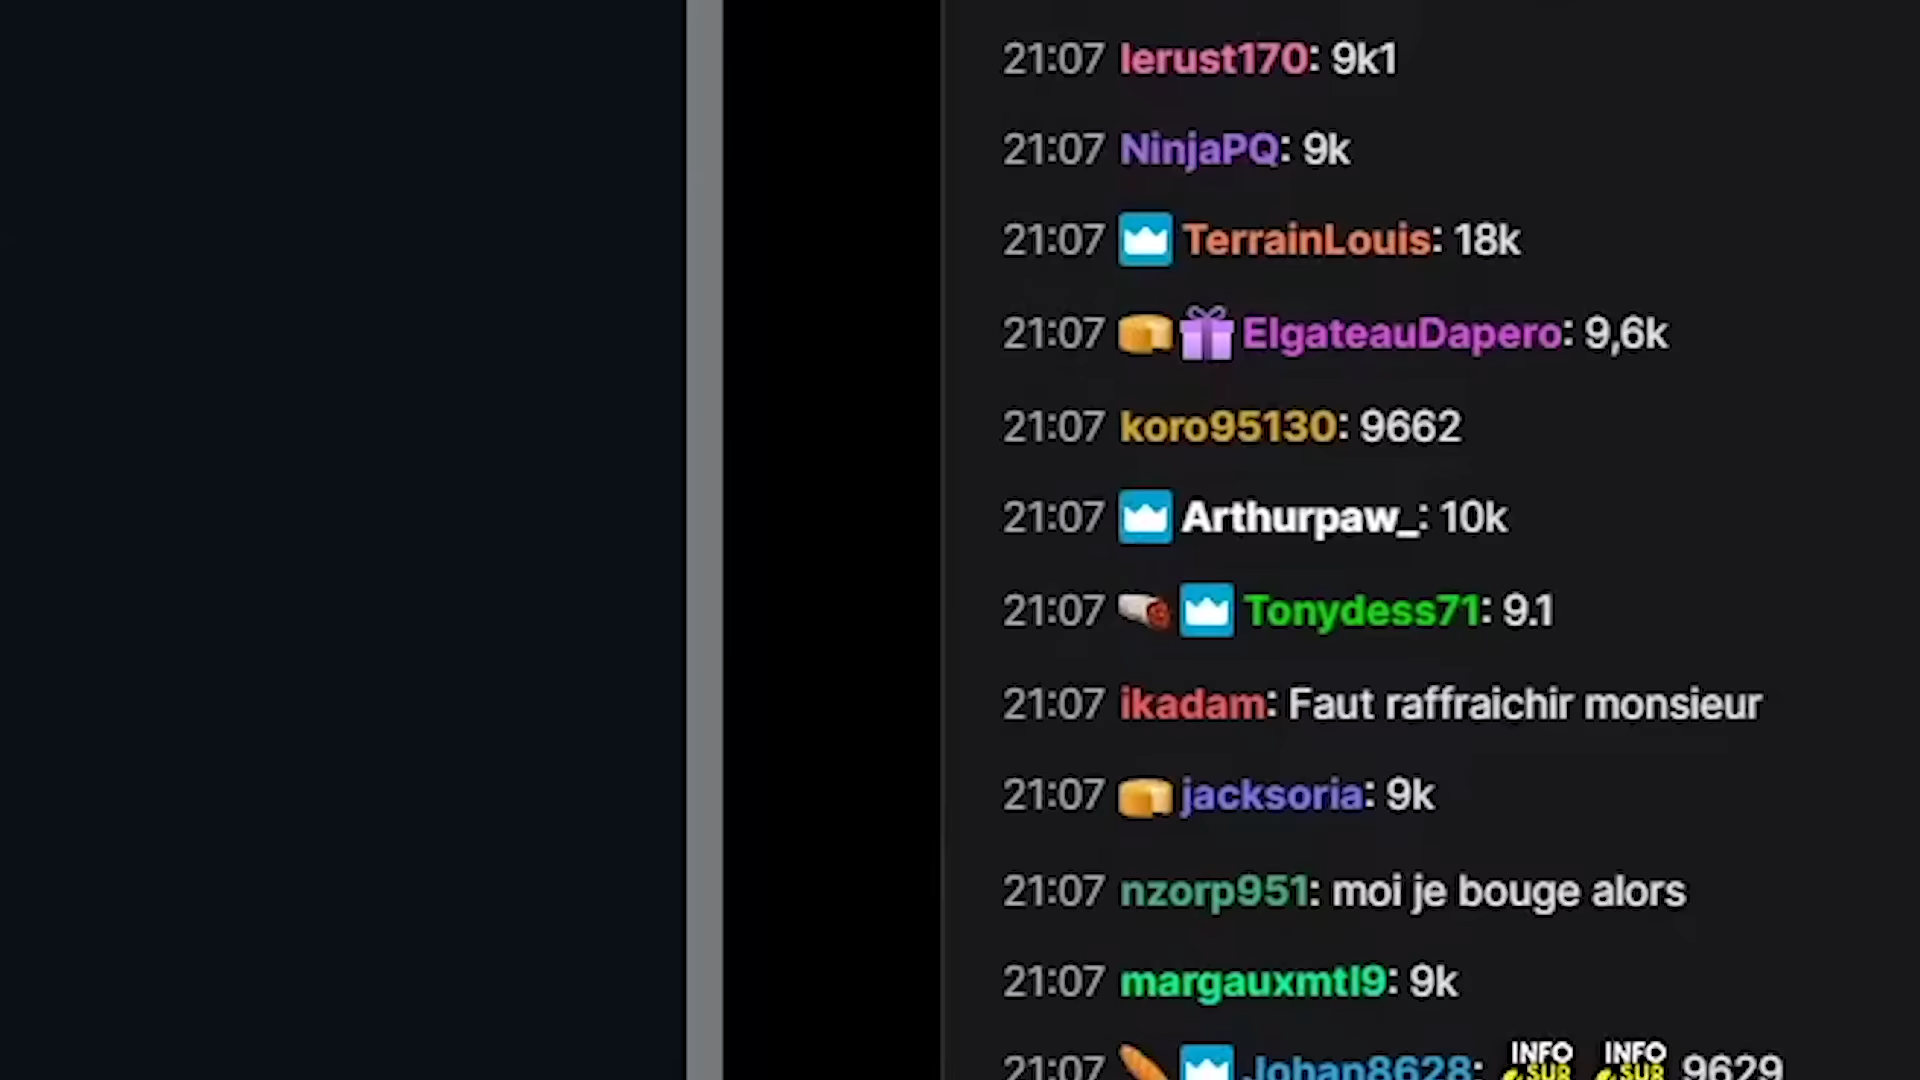 21:07 lerust170: 9k1
21:07 NinjaPQ: 9k
21:07 TerrainLouis: 18k
21:07 ElgateauDapero: 9,6k
21:07 koro95130: 9662
21:07 Arthurpaw_: 10k
21:07 Tonydess71: 9.1
21:07 ikadam: Faut raffraichir monsieur
21:07 jacksoria: 9k
21:07 nzorp951: moi je bouge alors
21:07 margauxmtl9: 9k
21:07 Johan8628: INFO SUR INFO SUR 9629